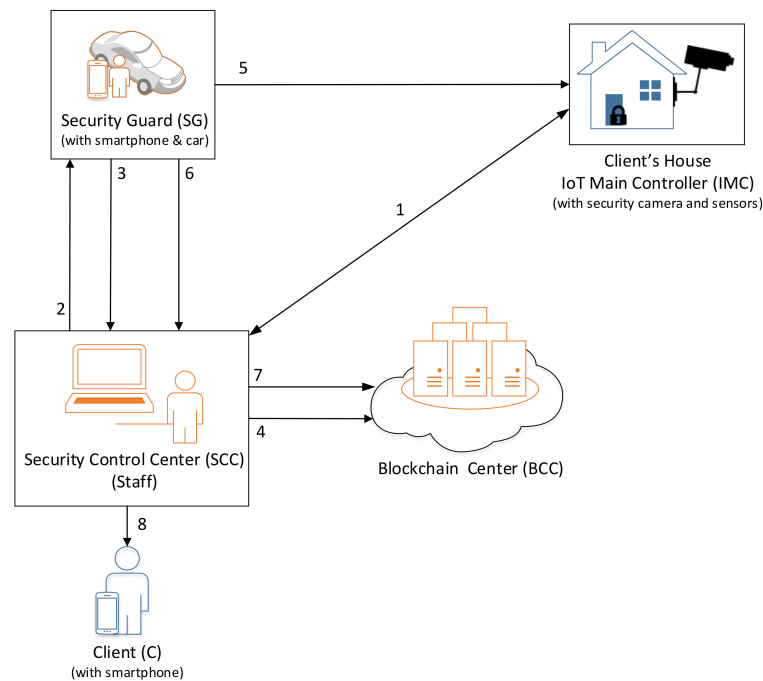 5
Security Guard (SG)
(with smartphone & car)
Client's House
IoT Main Controller (IMC)
(with security camera and sensors)
3
6
1
2
7
4
Security Control Center (SCC)
(Staff)
Blockchain Center (BCC)
8
Client (C)
(with smartphone)